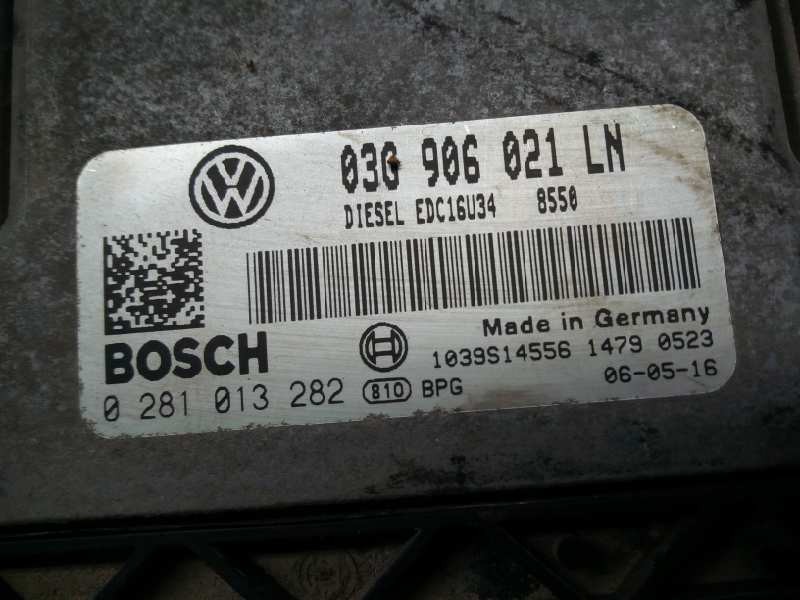 03G 906 021 LN
DIESEL EDC16U34 8550
Made in Germany
BOSCH
1039S14556 1479 0523
0 281 013 282 810 BPG
06-05-16